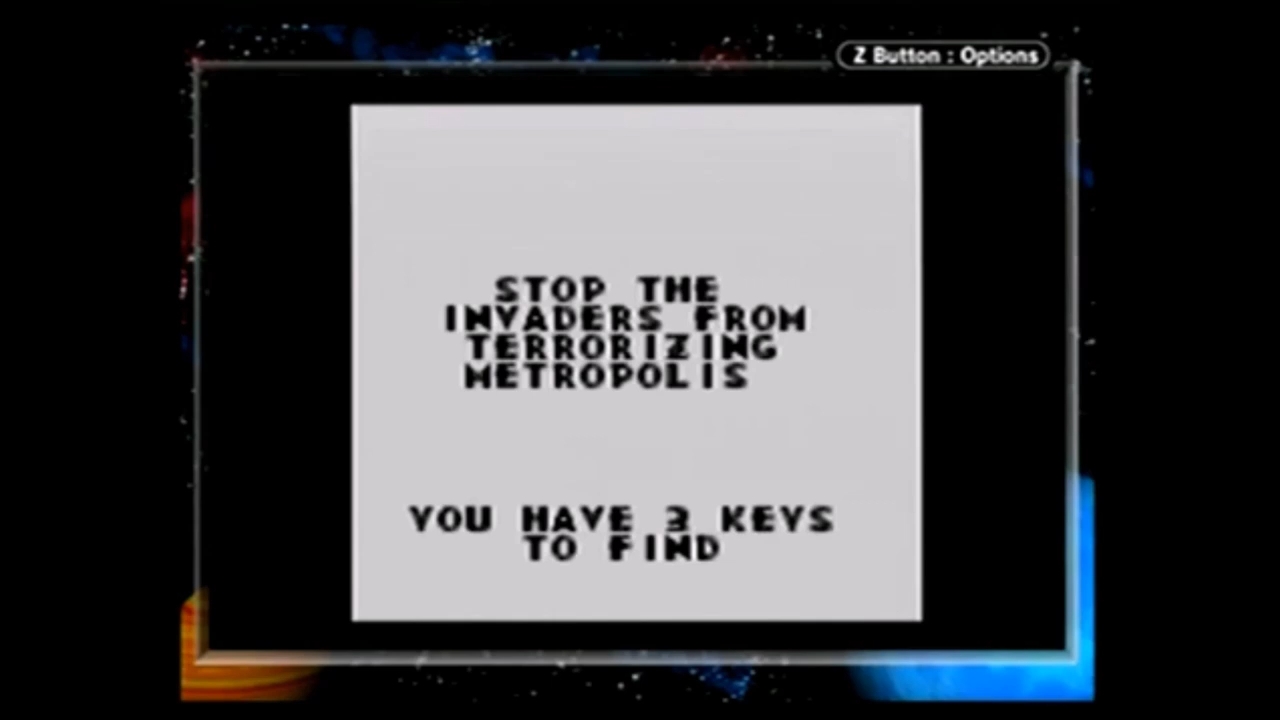 Z Button : Options
STOP THE
INVADERS FROM
TERRORIZING
METROPOLIS
YOU HAVE 3 KEYS
TO FIND